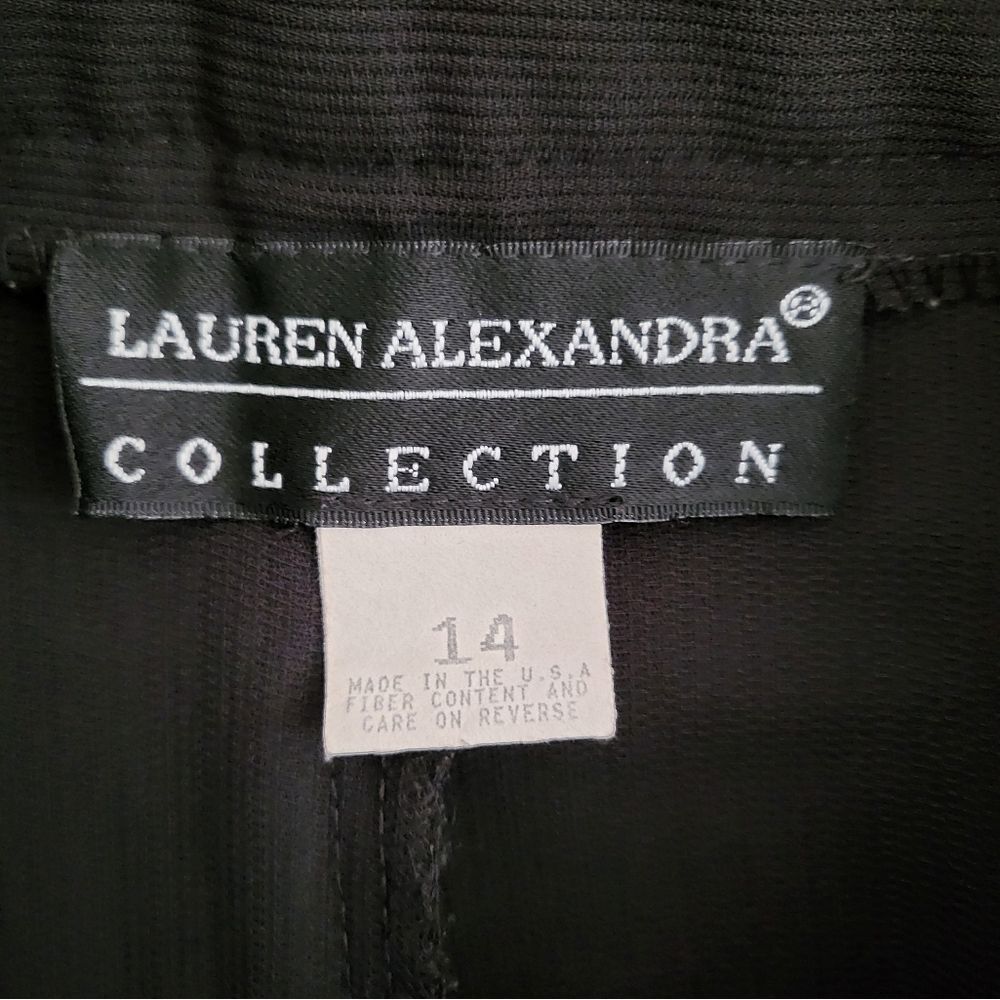 LAUREN ALEXANDRA®
COLLECTION
14
MADE IN THE U.S.A
FIBER CONTENT AND
CARE ON REVERSE